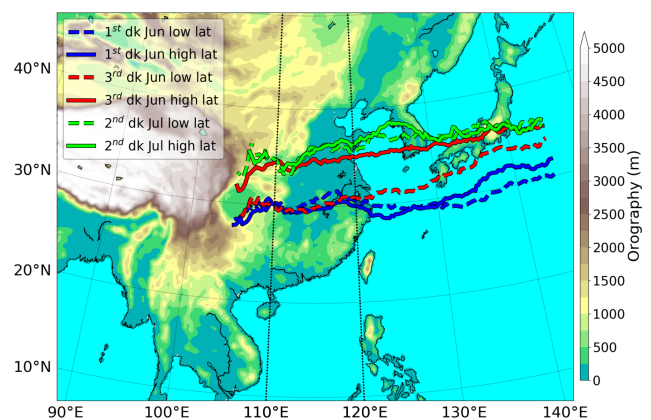 1st dk Jun low lat
1st dk Jun high lat
3rd dk Jun low lat
3rd dk Jun high lat
2nd dk Jul low lat
2nd dk Jul high lat
40°N
30°N
20°N
10°N
90°E 100°E 110°E 120°E 130°E 140°E
5000
4500
4000
3500
3000
2500
2000
1500
1000
500
0
Orography (m)